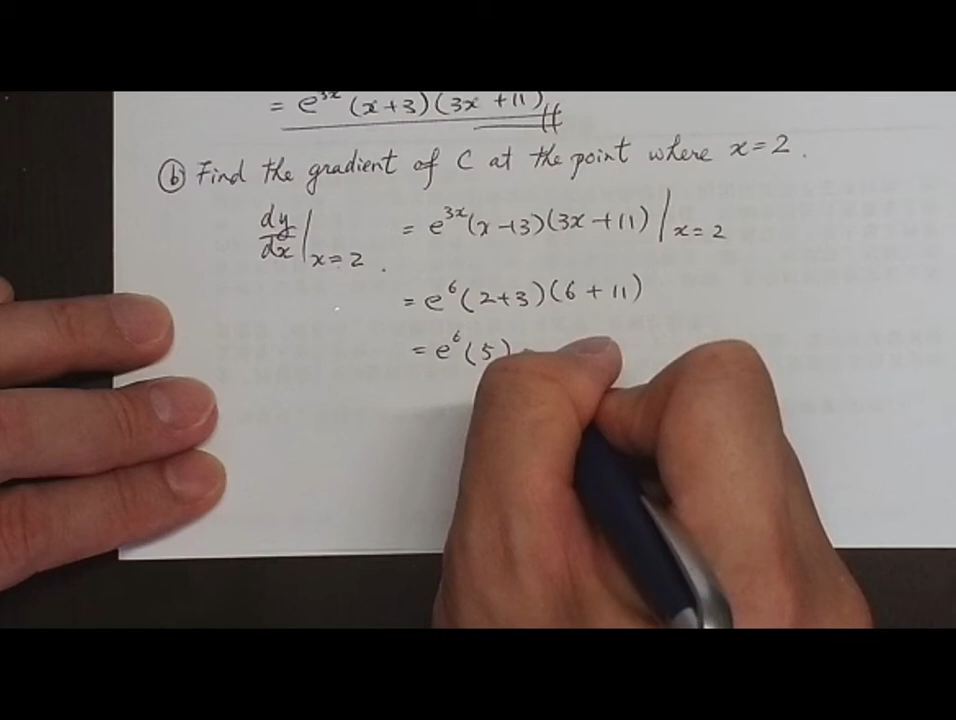 = e^{3x} (x+3)(3x +11)
(b) Find the gradient of C at the point where x=2.
dy/dx |_{x=2}. = e^{3x}(x+3)(3x+11) |_{x=2}
= e^6 (2+3)(6+11)
= e^6 (5)